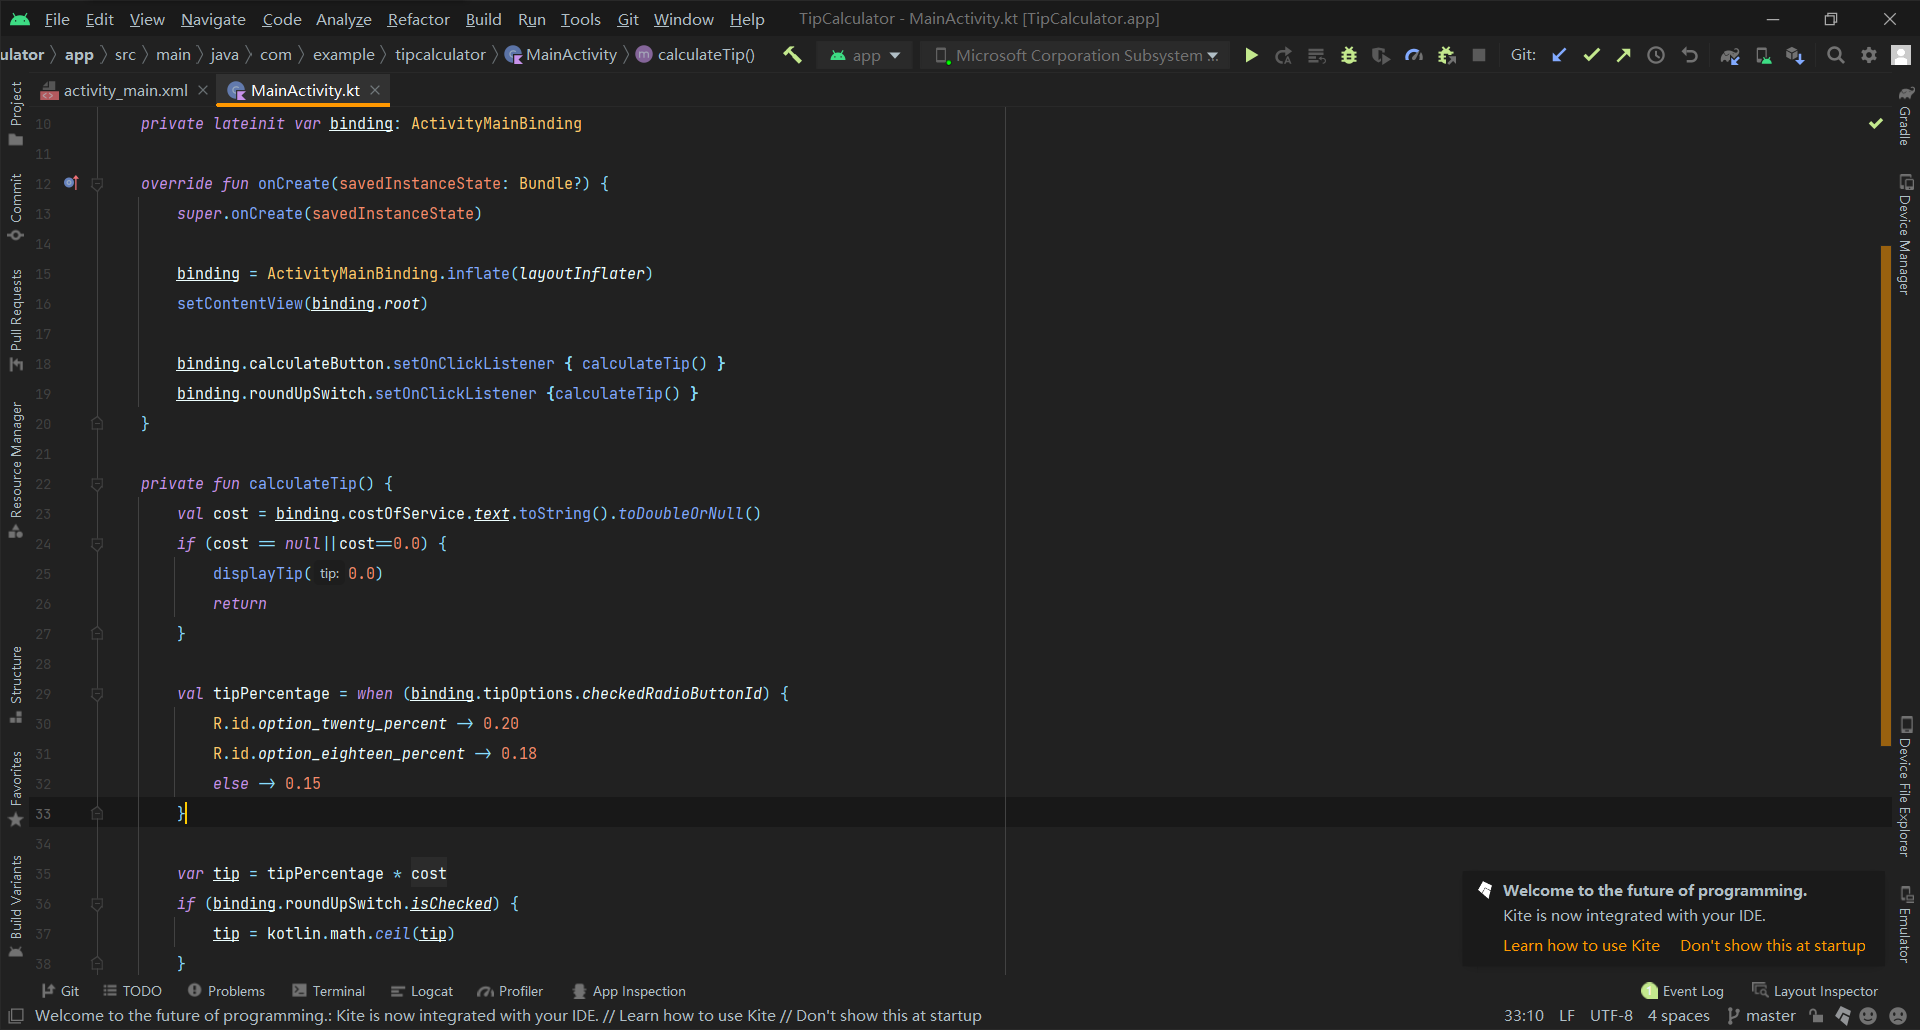 File Edit View Navigate Code Analyze Refactor Build Run Tools Git Window Help TipCalculator - MainActivity.kt [TipCalculator.app]
ulator app src main java com example tipcalculator MainActivity calculateTip() app Microsoft Corporation Subsystem Git:
activity_main.xml MainActivity.kt
10 private lateinit var binding: ActivityMainBinding
11
12 override fun onCreate(savedInstanceState: Bundle?) {
13 super.onCreate(savedInstanceState)
14
15 binding = ActivityMainBinding.inflate(layoutInflater)
16 setContentView(binding.root)
17
18 binding.calculateButton.setOnClickListener { calculateTip() }
19 binding.roundUpSwitch.setOnClickListener {calculateTip() }
20 }
21
22 private fun calculateTip() {
23 val cost = binding.costOfService.text.toString().toDoubleOrNull()
24 if (cost == null||cost==0.0) {
25 displayTip( tip: 0.0)
26 return
27 }
28
29 val tipPercentage = when (binding.tipOptions.checkedRadioButtonId) {
30 R.id.option_twenty_percent -> 0.20
31 R.id.option_eighteen_percent -> 0.18
32 else -> 0.15
33 }
34
35 var tip = tipPercentage * cost
36 if (binding.roundUpSwitch.isChecked) {
37 tip = kotlin.math.ceil(tip)
38 }
Project
Commit
Pull Requests
Resource Manager
Structure
Favorites
Build Variants
Gradle
Device Manager
Device File Explorer
Emulator
Welcome to the future of programming.
Kite is now integrated with your IDE.
Learn how to use Kite Don't show this at startup
Git TODO Problems Terminal Logcat Profiler App Inspection 1 Event Log Layout Inspector
Welcome to the future of programming.: Kite is now integrated with your IDE. // Learn how to use Kite // Don't show this at startup 33:10 LF UTF-8 4 spaces master